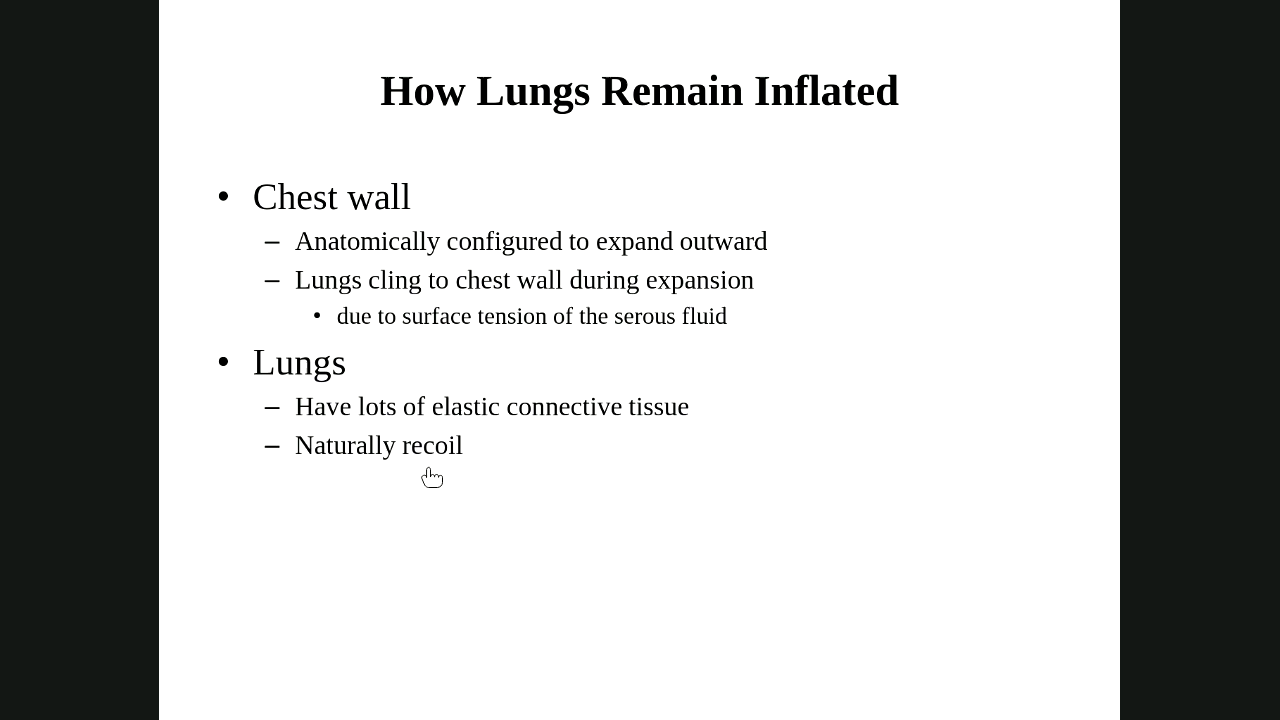 How Lungs Remain Inflated
• Chest wall
– Anatomically configured to expand outward
– Lungs cling to chest wall during expansion
• due to surface tension of the serous fluid
• Lungs
– Have lots of elastic connective tissue
– Naturally recoil